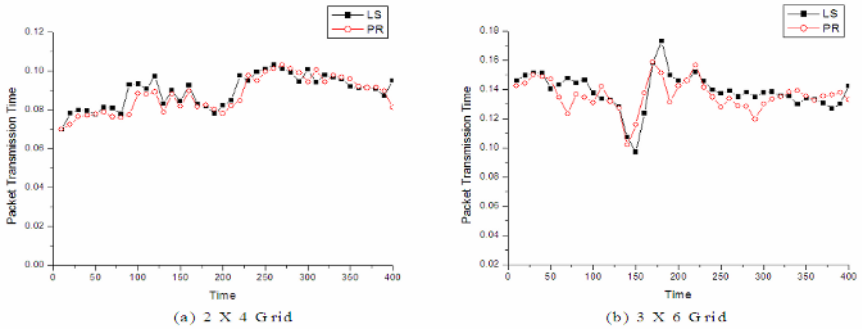 LS
PR
0.12
0.10
0.08
0.06
0.04
0.02
0.00
Packet Transmission Time
0 50 100 150 200 250 300 350 400
Time
(a) 2 X 4 Grid
LS
PR
0.18
0.16
0.14
0.12
0.10
0.08
0.06
0.04
0.02
Packet Transmission Time
0 50 100 150 200 250 300 350 400
Time
(b) 3 X 6 Grid